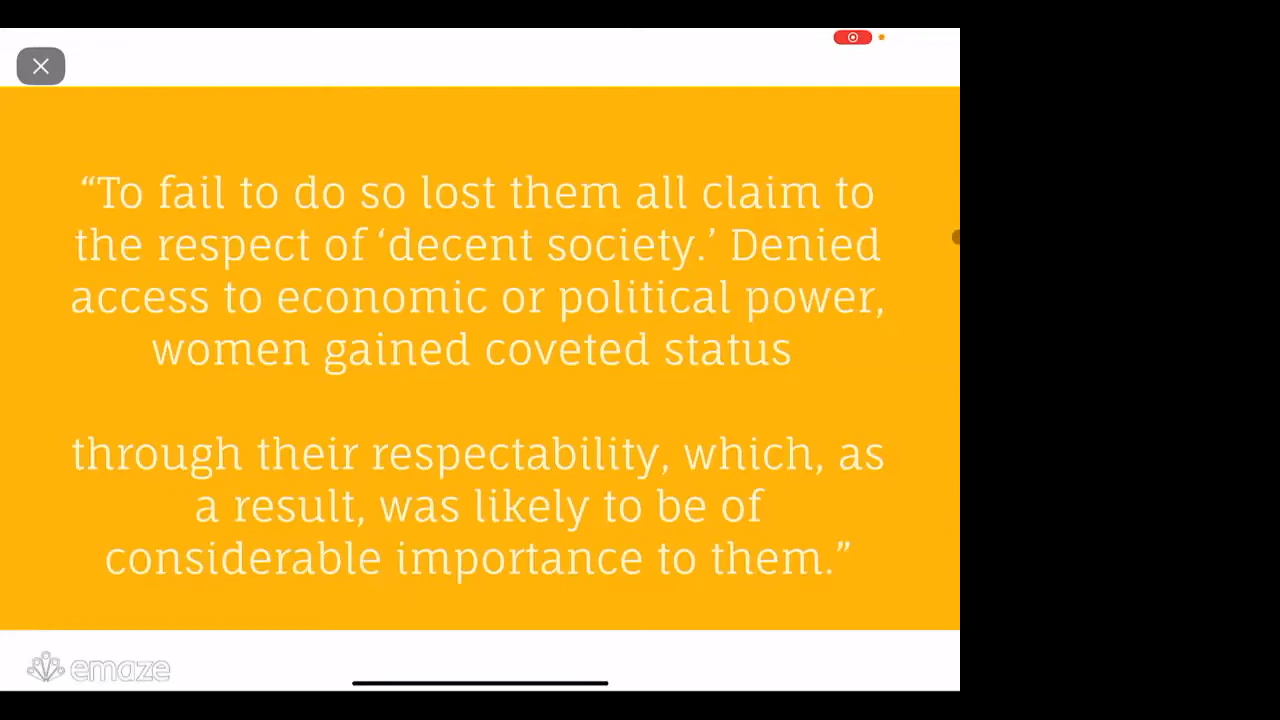 “To fail to do so lost them all claim to
the respect of ‘decent society.’ Denied
access to economic or political power,
women gained coveted status
through their respectability, which, as
a result, was likely to be of
considerable importance to them.”
emaze